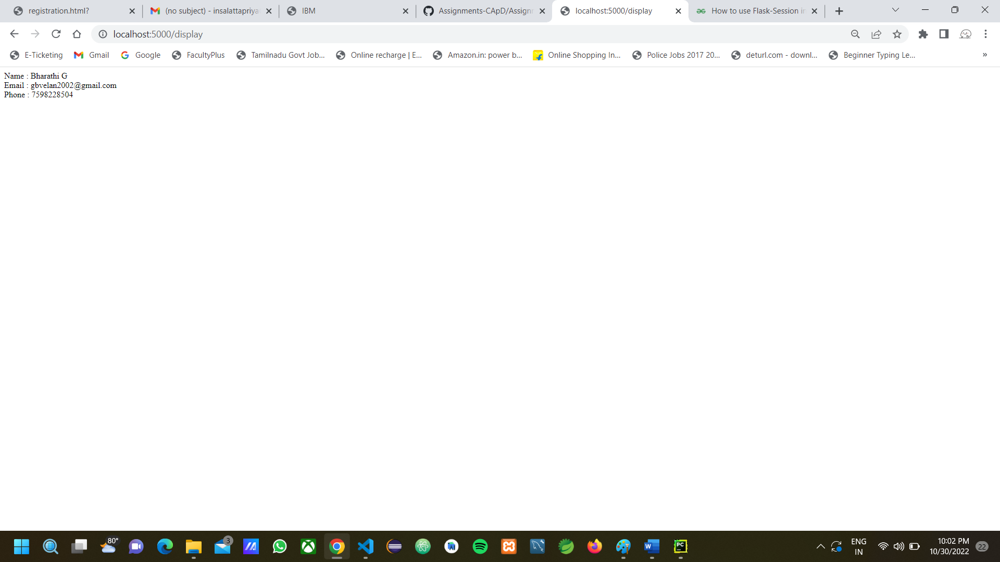 registration.html?
(no subject) - insalattapriya
IBM
Assignments-CApD/Assignm
localhost:5000/display
How to use Flask-Session in
localhost:5000/display
E-Ticketing
Gmail
Google
FacultyPlus
Tamilnadu Govt Job...
Online recharge | E...
Amazon.in: power b...
Online Shopping In...
Police Jobs 2017 20...
deturl.com - downl...
Beginner Typing Le...
»
Name : Bharathi G
Email : gbvelan2002@gmail.com
Phone : 7598228504
80°
3
W
PC
ENG
IN
10:02 PM
10/30/2022
22